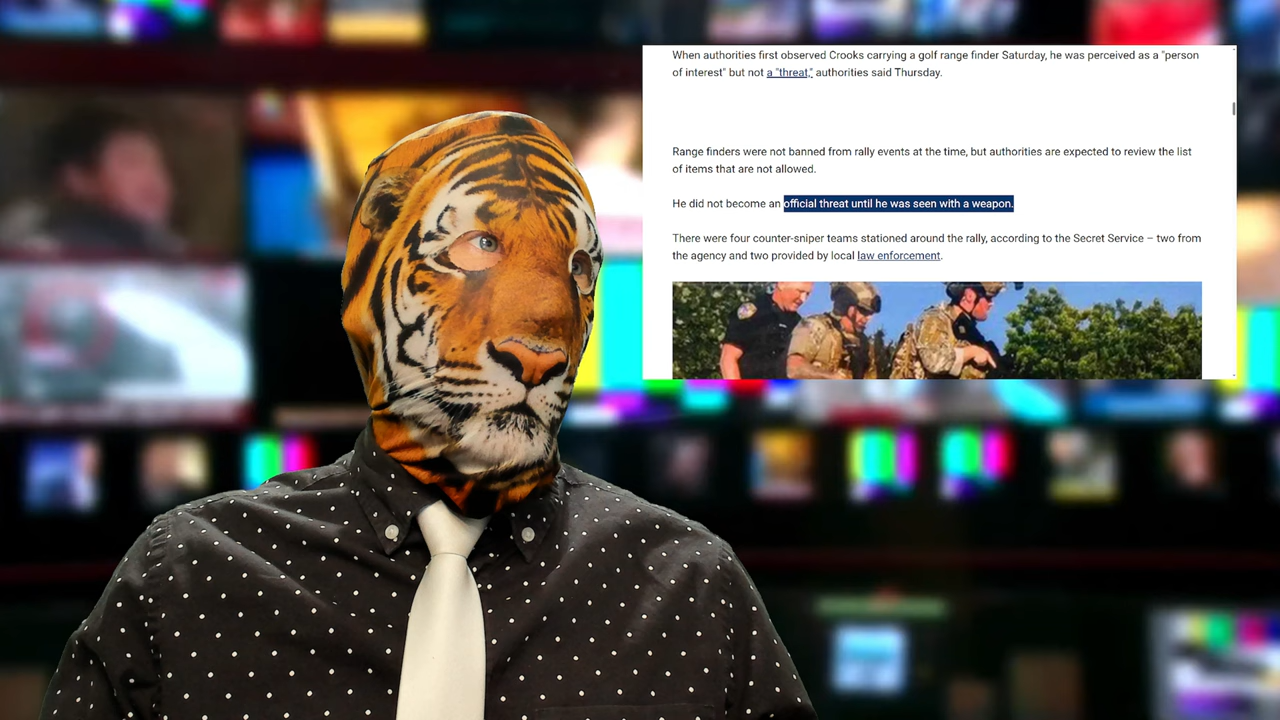 When authorities first observed Crooks carrying a golf range finder Saturday, he was perceived as a "person
of interest" but not a "threat," authorities said Thursday.
Range finders were not banned from rally events at the time, but authorities are expected to review the list
of items that are not allowed.
He did not become an official threat until he was seen with a weapon.
There were four counter-sniper teams stationed around the rally, according to the Secret Service – two from
the agency and two provided by local law enforcement.